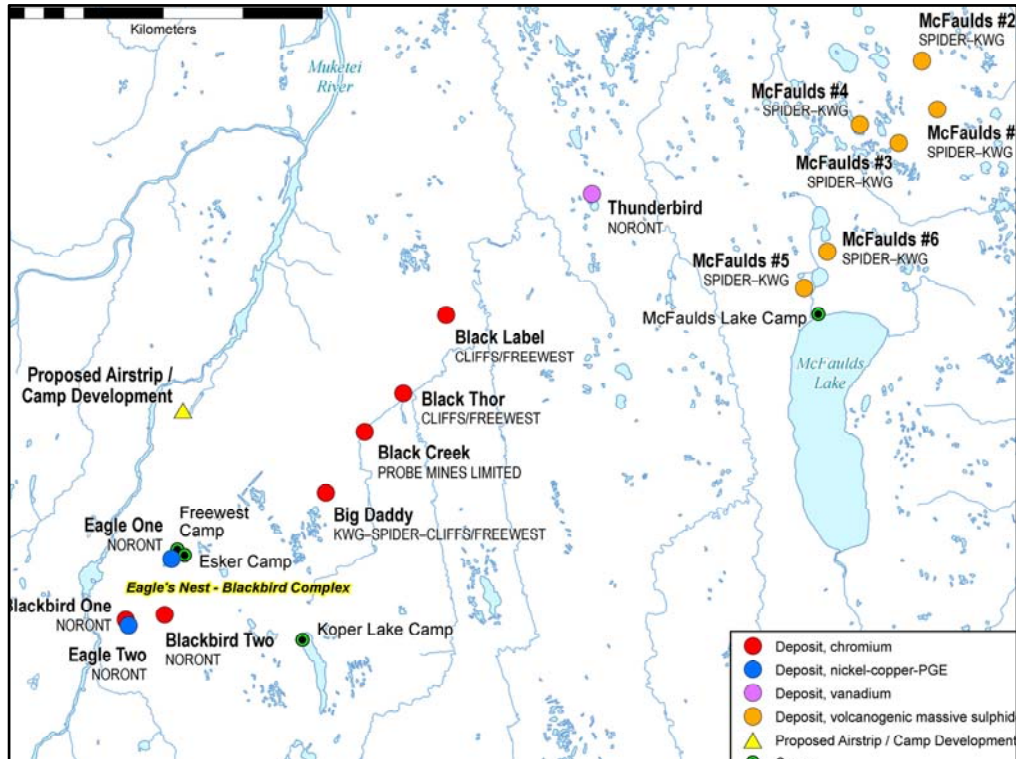 Kilometers
Muketei
River
McFaulds #2
SPIDER–KWG
McFaulds #4
SPIDER–KWG
McFaulds #
SPIDER–KWG
McFaulds #3
SPIDER–KWG
Thunderbird
NORONT
McFaulds #6
SPIDER–KWG
McFaulds #5
SPIDER–KWG
McFaulds Lake Camp
McFaulds
Lake
Black Label
CLIFFS/FREEWEST
Proposed Airstrip /
Camp Development
Black Thor
CLIFFS/FREEWEST
Black Creek
PROBE MINES LIMITED
Big Daddy
KWG–SPIDER–CLIFFS/FREEWEST
Eagle One
NORONT
Freewest
Camp
Esker Camp
Eagle's Nest - Blackbird Complex
Blackbird One
NORONT
Blackbird Two
NORONT
Eagle Two
NORONT
Koper Lake Camp
Deposit, chromium
Deposit, nickel-copper-PGE
Deposit, vanadium
Deposit, volcanogenic massive sulphid
Proposed Airstrip / Camp Development